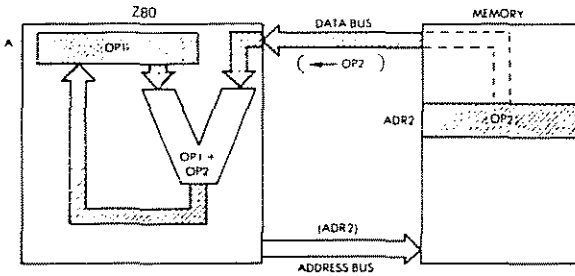 Z80
DATA BUS
MEMORY
A
OP1
( ← OP2 )
ADR2
OP2
OP1 +
OP2
(ADR2)
ADDRESS BUS